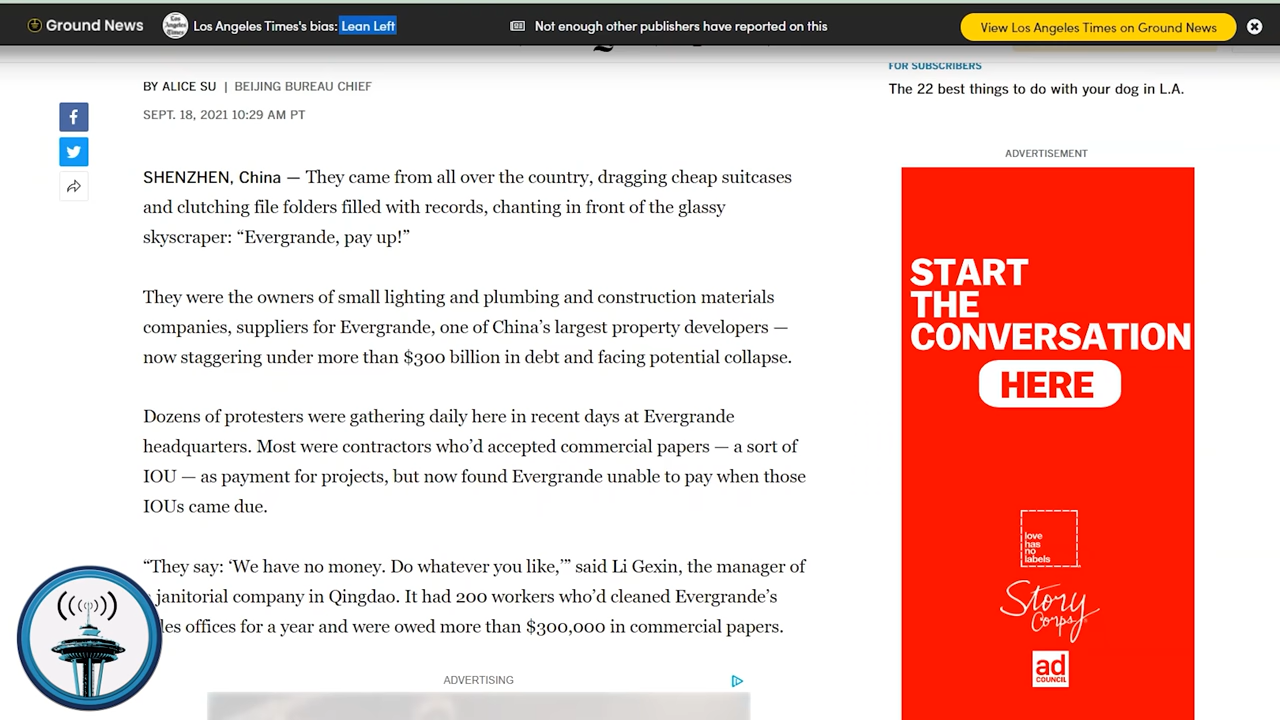 Ground News
Los Angeles Times
Los Angeles Times's bias: Lean Left
Not enough other publishers have reported on this
View Los Angeles Times on Ground News
BY ALICE SU | BEIJING BUREAU CHIEF
SEPT. 18, 2021 10:29 AM PT
SHENZHEN, China — They came from all over the country, dragging cheap suitcases
and clutching file folders filled with records, chanting in front of the glassy
skyscraper: “Evergrande, pay up!”
They were the owners of small lighting and plumbing and construction materials
companies, suppliers for Evergrande, one of China’s largest property developers —
now staggering under more than $300 billion in debt and facing potential collapse.
Dozens of protesters were gathering daily here in recent days at Evergrande
headquarters. Most were contractors who’d accepted commercial papers — a sort of
IOU — as payment for projects, but now found Evergrande unable to pay when those
IOUs came due.
“They say: ‘We have no money. Do whatever you like,’” said Li Gexin, the manager of
janitorial company in Qingdao. It had 200 workers who’d cleaned Evergrande’s
offices for a year and were owed more than $300,000 in commercial papers.
ADVERTISING
FOR SUBSCRIBERS
The 22 best things to do with your dog in L.A.
ADVERTISEMENT
START
THE
CONVERSATION
HERE
love
has
no
labels
Story
Corps
ad
COUNCIL